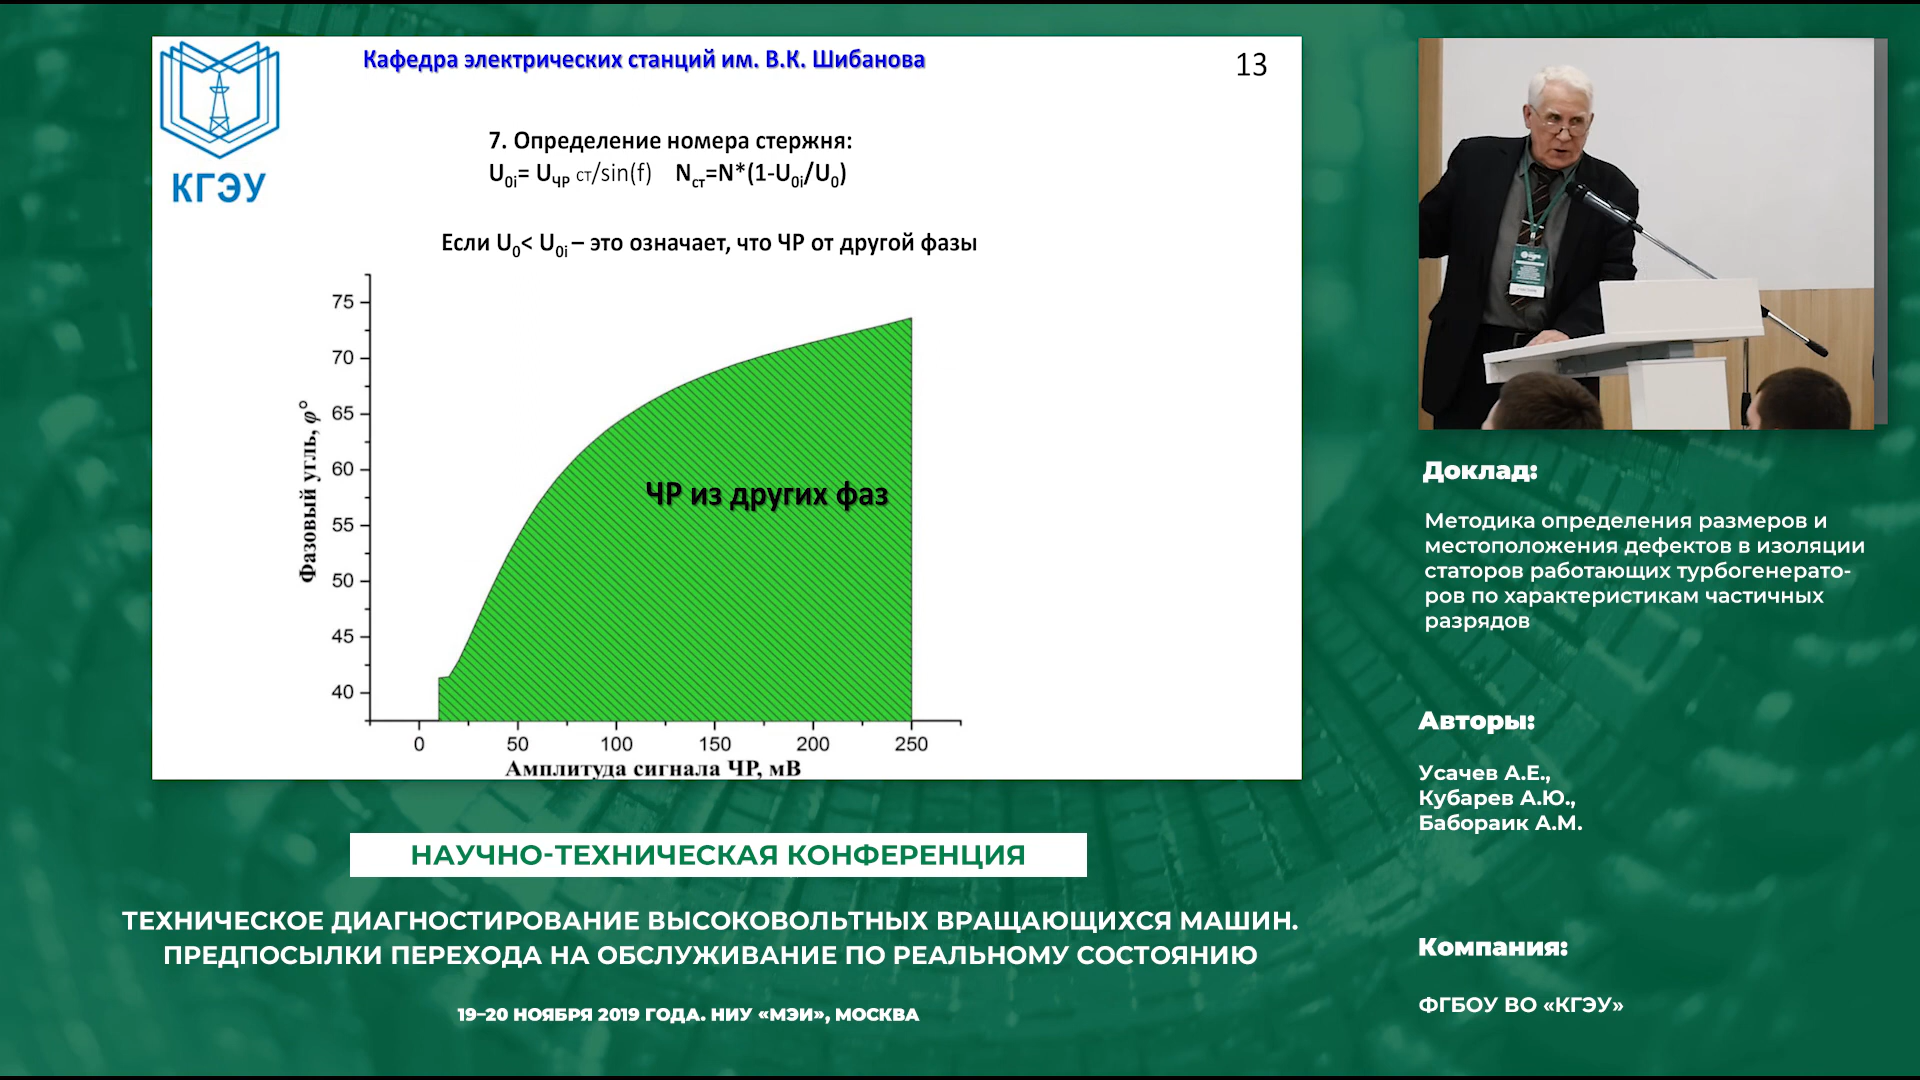 КГЭУ
Кафедра электрических станций им. В.К. Шибанова
13
7. Определение номера стержня:
U0i= UЧР ст/sin(f) Nст=N*(1-U0i/U0)
Если U0< U0i – это означает, что ЧР от другой фазы
75
70
65
60
55
50
45
40
Фазовый угль, φ°
ЧР из других фаз
0 50 100 150 200 250
Амплитуда сигнала ЧР, мВ
НАУЧНО-ТЕХНИЧЕСКАЯ КОНФЕРЕНЦИЯ
ТЕХНИЧЕСКОЕ ДИАГНОСТИРОВАНИЕ ВЫСОКОВОЛЬТНЫХ ВРАЩАЮЩИХСЯ МАШИН.
ПРЕДПОСЫЛКИ ПЕРЕХОДА НА ОБСЛУЖИВАНИЕ ПО РЕАЛЬНОМУ СОСТОЯНИЮ
19–20 НОЯБРЯ 2019 ГОДА. НИУ «МЭИ», МОСКВА
Доклад:
Методика определения размеров и
местоположения дефектов в изоляции
статоров работающих турбогенерато-
ров по характеристикам частичных
разрядов
Авторы:
Усачев А.Е.,
Кубарев А.Ю.,
Бабораик А.М.
Компания:
ФГБОУ ВО «КГЭУ»